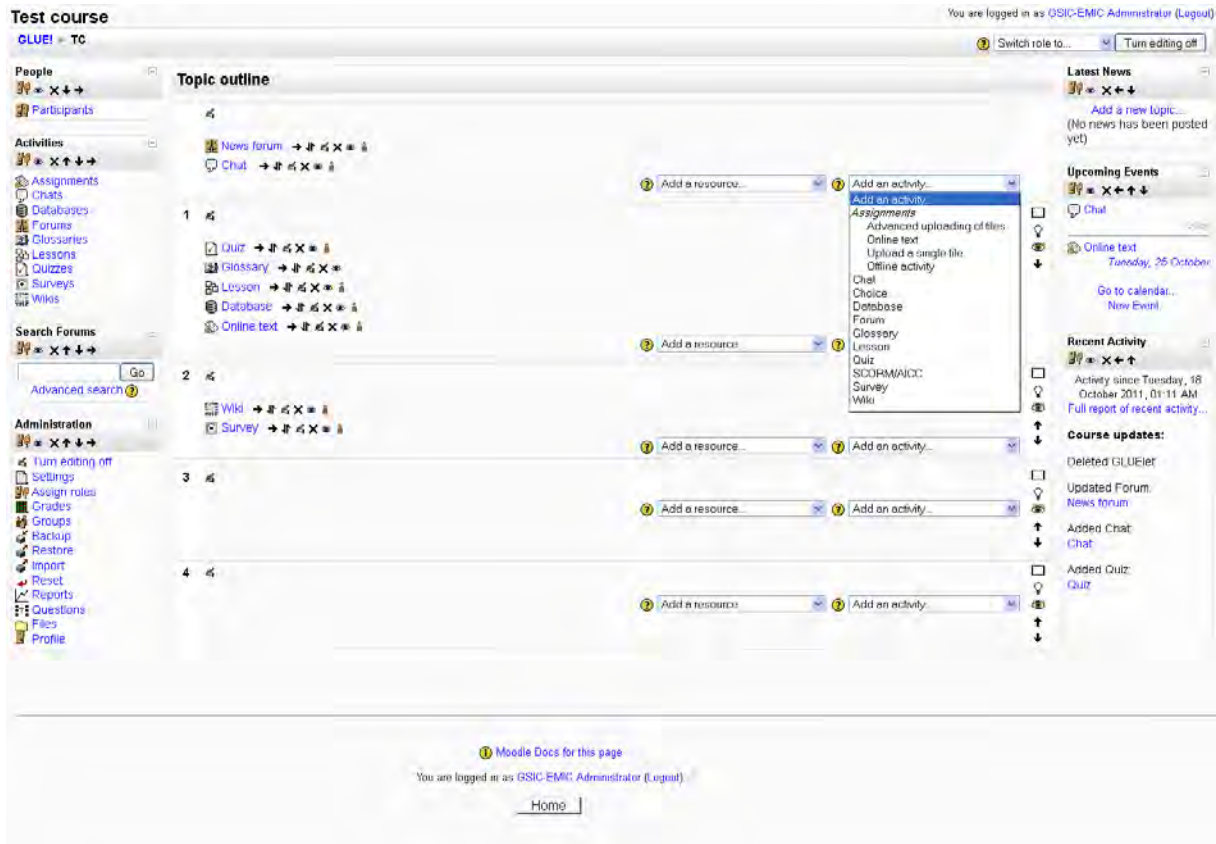 Test course
You are logged in as GSIC-EMIC Administrator (Logout)
GLUE! ► TC
Switch role to...
Turn editing off
People
Participants
Activities
Assignments
Chats
Databases
Forums
Glossaries
Lessons
Quizzes
Surveys
Wikis
Search Forums
Go
Advanced search
Administration
Turn editing off
Settings
Assign roles
Grades
Groups
Backup
Restore
Import
Reset
Reports
Questions
Files
Profile
Topic outline
News forum
Chat
Add a resource...
Add an activity...
Add an activity...
Assignments
Advanced uploading of files
Online text
Upload a single file
Offline activity
Chat
Choice
Database
Forum
Glossary
Lesson
Quiz
SCORM/AICC
Survey
Wiki
1
Quiz
Glossary
Lesson
Database
Online text
Add a resource...
2
Wiki
Survey
Add a resource...
Add an activity...
3
Add a resource...
Add an activity...
4
Add a resource...
Add an activity...
Latest News
Add a new topic...
(No news has been posted
yet)
Upcoming Events
Chat
Online text
Tuesday, 25 October
Go to calendar...
New Event...
Recent Activity
Activity since Tuesday, 18
October 2011, 01:11 AM
Full report of recent activity...
Course updates:
Deleted GLUElet
Updated Forum:
News forum
Added Chat:
Chat
Added Quiz:
Quiz
Moodle Docs for this page
You are logged in as GSIC-EMIC Administrator (Logout)
Home